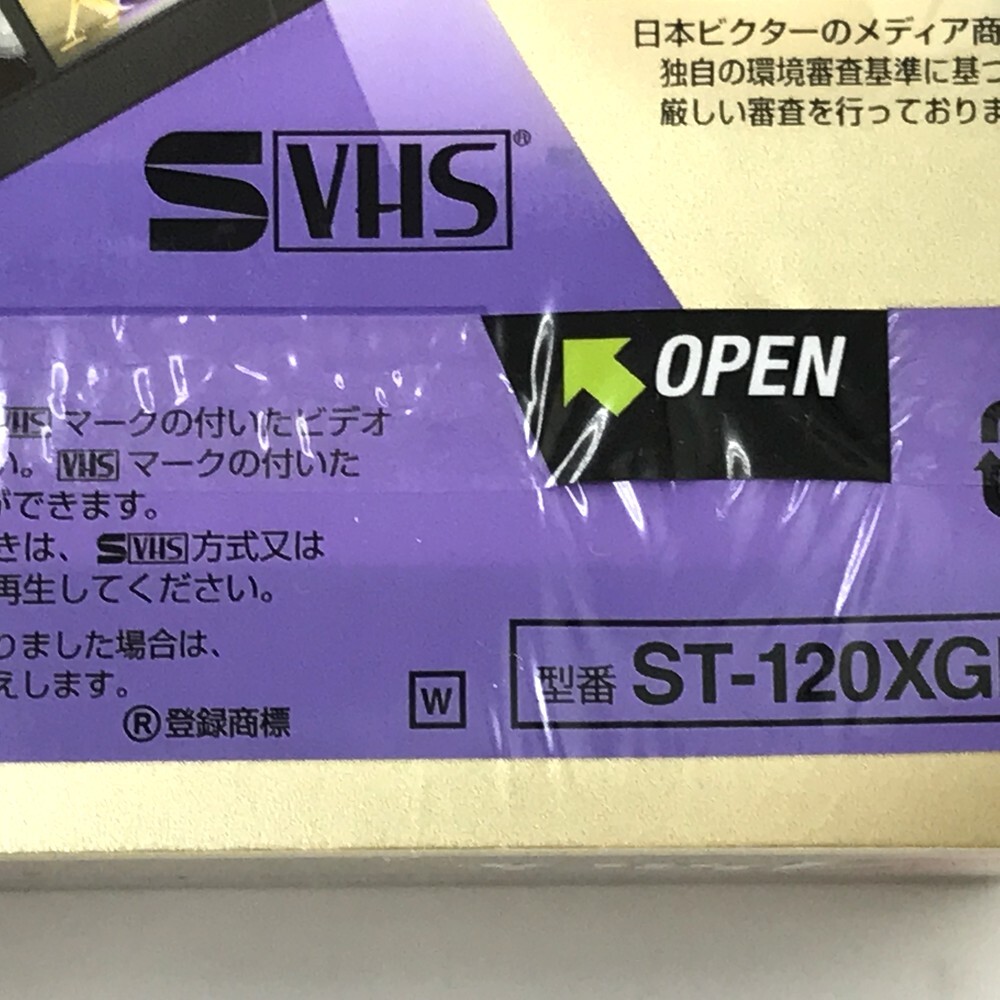 日本ビクターのメディア商
独自の環境審査基準に基づ
厳しい審査を行っておりま
S VHS®
OPEN
VHS マークの付いたビデオ
い。VHS マークの付いた
ができます。
きは、S VHS 方式又は
再生してください。
りました場合は、
えします。
®登録商標
W
型番 ST-120XG